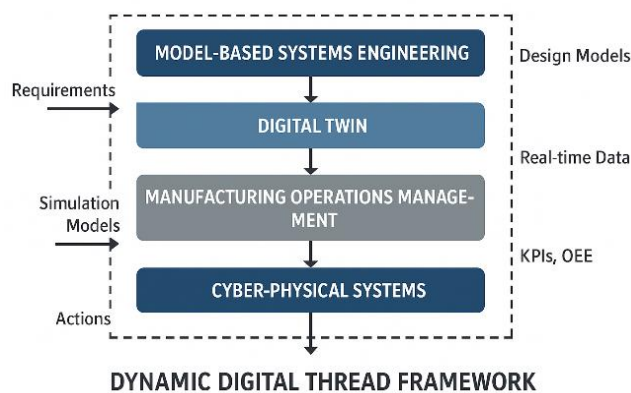 MODEL-BASED SYSTEMS ENGINEERING
Design Models
Requirements
DIGITAL TWIN
Real-time Data
Simulation
Models
MANUFACTURING OPERATIONS MANAGE-
MENT
KPIs, OEE
CYBER-PHYSICAL SYSTEMS
Actions
DYNAMIC DIGITAL THREAD FRAMEWORK